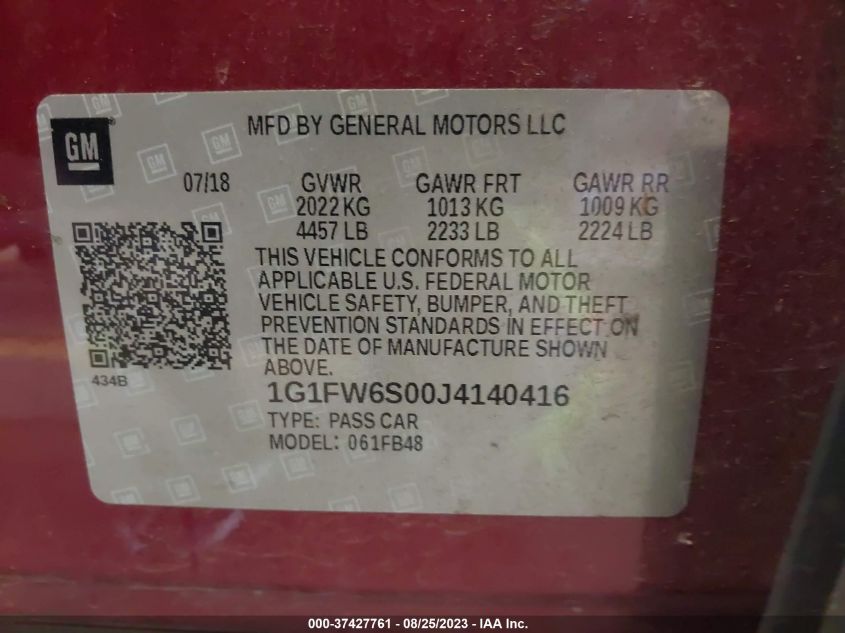 GM
MFD BY GENERAL MOTORS LLC
07/18 GVWR GAWR FRT GAWR RR
2022 KG 1013 KG 1009 KG
4457 LB 2233 LB 2224 LB
THIS VEHICLE CONFORMS TO ALL
APPLICABLE U.S. FEDERAL MOTOR
VEHICLE SAFETY, BUMPER, AND THEFT
PREVENTION STANDARDS IN EFFECT ON
THE DATE OF MANUFACTURE SHOWN
ABOVE.
434B
1G1FW6S00J4140416
TYPE: PASS CAR
MODEL: 061FB48
000-37427761 - 08/25/2023 - IAA Inc.